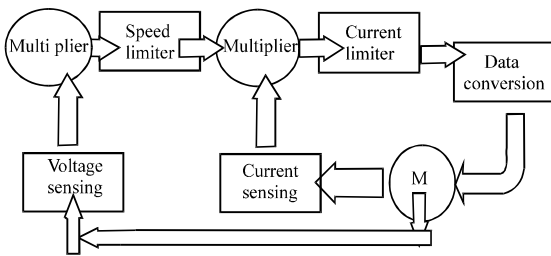 Multi plier
Speed
limiter
Multiplier
Current
limiter
Data
conversion
Voltage
sensing
Current
sensing
M